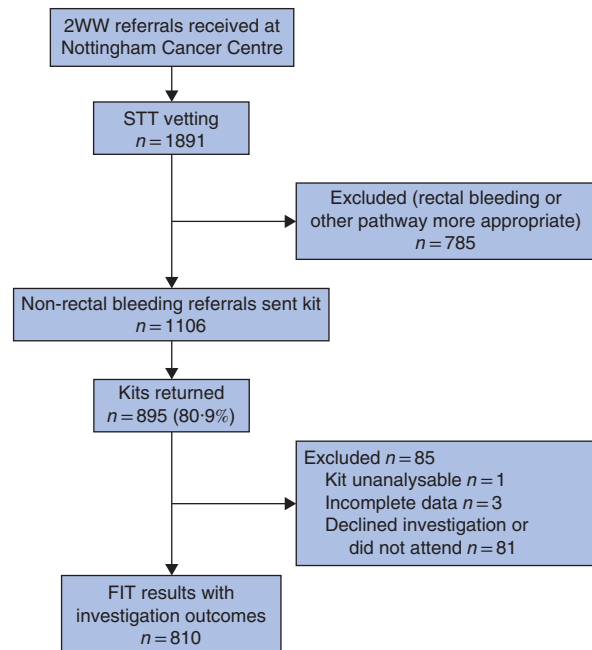 2WW referrals received at
Nottingham Cancer Centre
STT vetting
n = 1891
Excluded (rectal bleeding or
other pathway more appropriate)
n = 785
Non-rectal bleeding referrals sent kit
n = 1106
Kits returned
n = 895 (80·9%)
Excluded n = 85
Kit unanalysable n = 1
Incomplete data n = 3
Declined investigation or
did not attend n = 81
FIT results with
investigation outcomes
n = 810